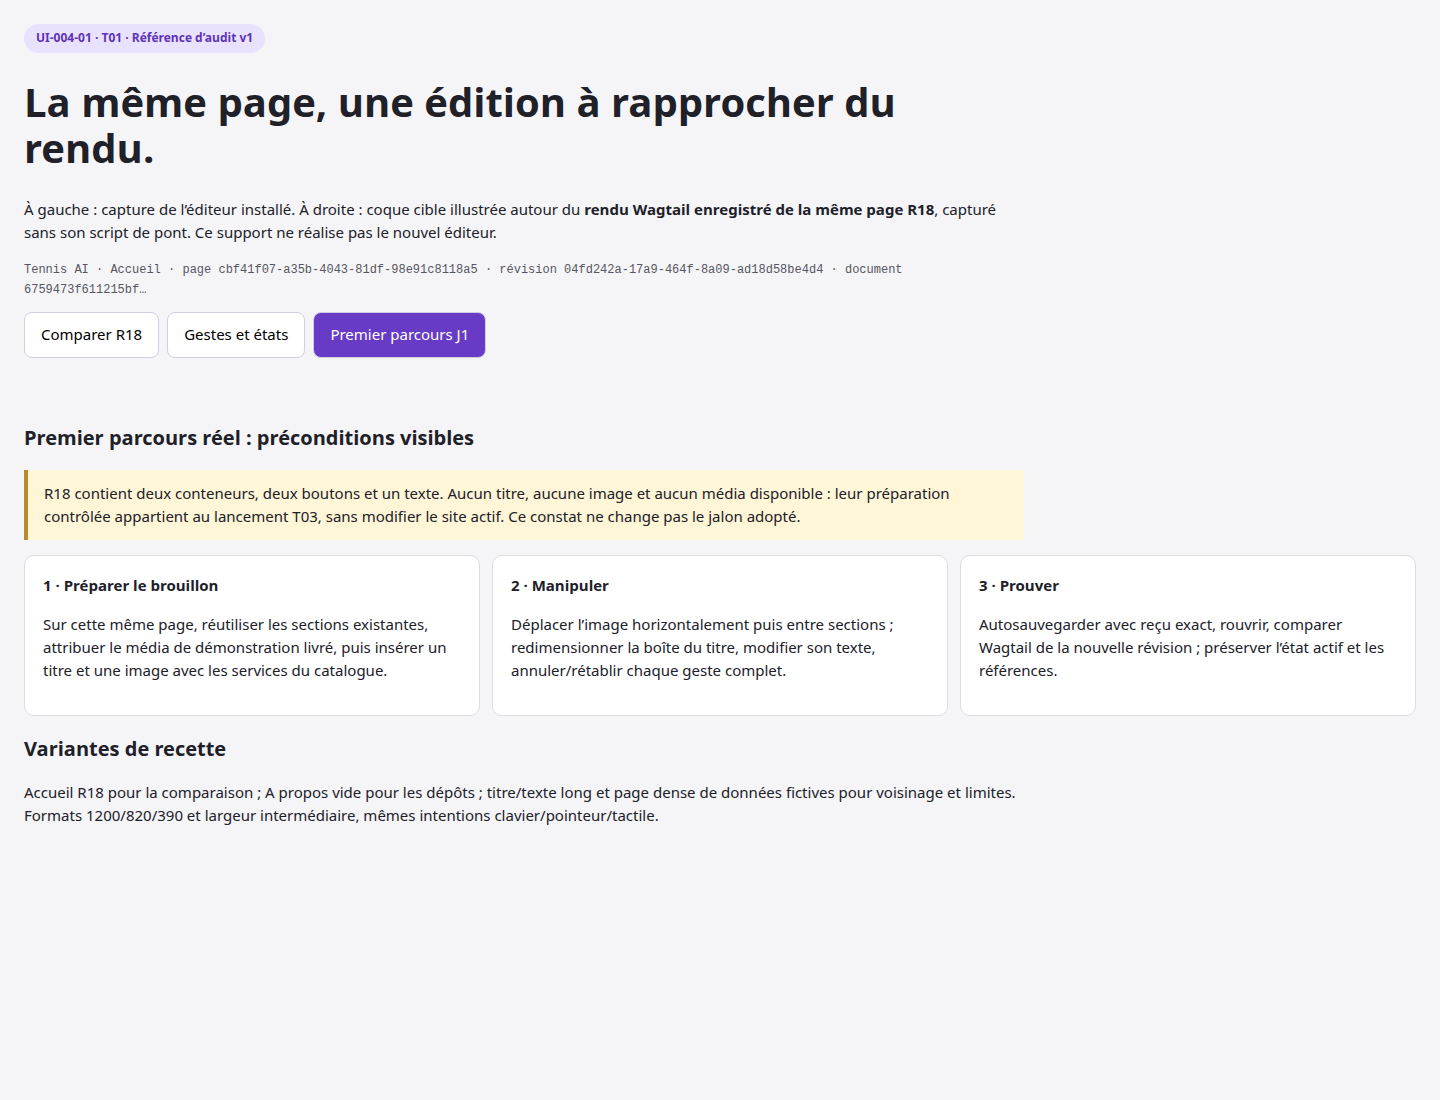 UI-004-01 · T01 · Référence d’audit v1
La même page, une édition à rapprocher du
rendu.
À gauche : capture de l’éditeur installé. À droite : coque cible illustrée autour du rendu Wagtail enregistré de la même page R18, capturé
sans son script de pont. Ce support ne réalise pas le nouvel éditeur.
Tennis AI · Accueil · page cbf41f07-a35b-4043-81df-98e91c8118a5 · révision 04fd242a-17a9-464f-8a09-ad18d58be4d4 · document
6759473f611215bf…
Comparer R18
Gestes et états
Premier parcours J1
Premier parcours réel : préconditions visibles
R18 contient deux conteneurs, deux boutons et un texte. Aucun titre, aucune image et aucun média disponible : leur préparation
contrôlée appartient au lancement T03, sans modifier le site actif. Ce constat ne change pas le jalon adopté.
1 · Préparer le brouillon
Sur cette même page, réutiliser les sections existantes,
attribuer le média de démonstration livré, puis insérer un
titre et une image avec les services du catalogue.
2 · Manipuler
Déplacer l’image horizontalement puis entre sections ;
redimensionner la boîte du titre, modifier son texte,
annuler/rétablir chaque geste complet.
3 · Prouver
Autosauvegarder avec reçu exact, rouvrir, comparer
Wagtail de la nouvelle révision ; préserver l’état actif et les
références.
Variantes de recette
Accueil R18 pour la comparaison ; A propos vide pour les dépôts ; titre/texte long et page dense de données fictives pour voisinage et limites.
Formats 1200/820/390 et largeur intermédiaire, mêmes intentions clavier/pointeur/tactile.